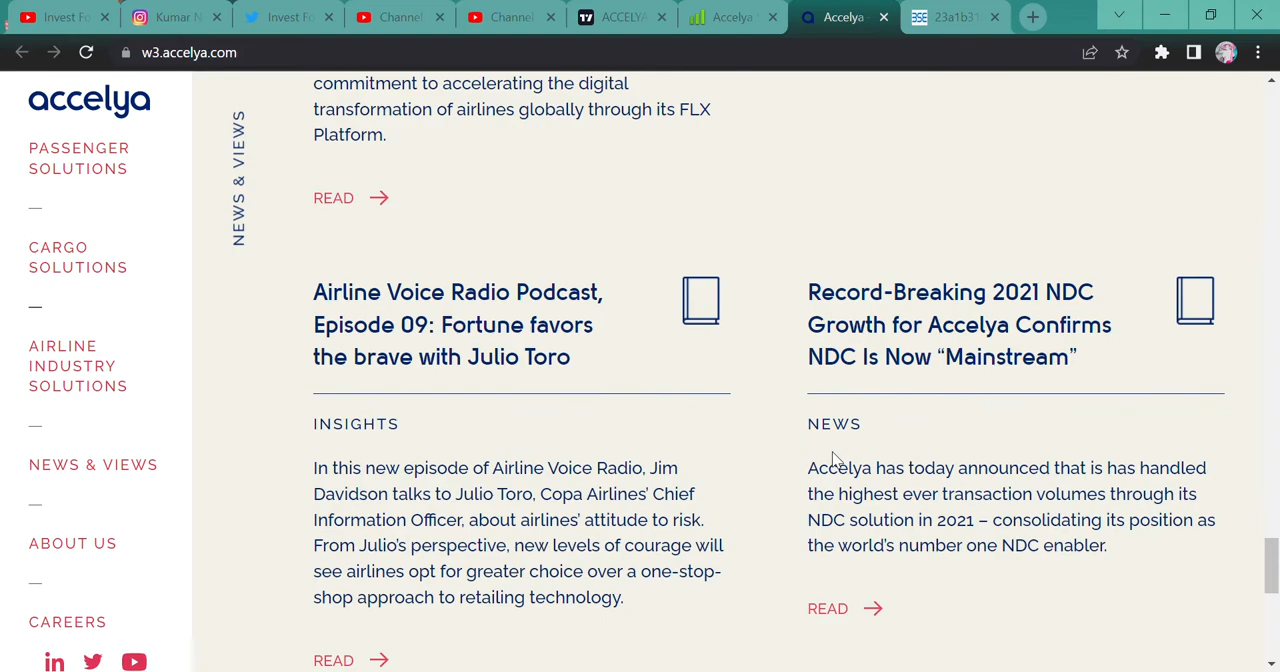 Invest Fo
Kumar N
Invest Fo
Channel
Channel
ACCELYA
Accelya
Accelya
23a1b31
w3.accelya.com
accelya
PASSENGER
SOLUTIONS
—
CARGO
SOLUTIONS
—
AIRLINE
INDUSTRY
SOLUTIONS
—
NEWS & VIEWS
—
ABOUT US
—
CAREERS
in
NEWS & VIEWS
commitment to accelerating the digital
transformation of airlines globally through its FLX
Platform.
READ
Airline Voice Radio Podcast,
Episode 09: Fortune favors
the brave with Julio Toro
INSIGHTS
In this new episode of Airline Voice Radio, Jim
Davidson talks to Julio Toro, Copa Airlines’ Chief
Information Officer, about airlines’ attitude to risk.
From Julio’s perspective, new levels of courage will
see airlines opt for greater choice over a one-stop-
shop approach to retailing technology.
READ
Record-Breaking 2021 NDC
Growth for Accelya Confirms
NDC Is Now “Mainstream”
NEWS
Accelya has today announced that is has handled
the highest ever transaction volumes through its
NDC solution in 2021 – consolidating its position as
the world’s number one NDC enabler.
READ